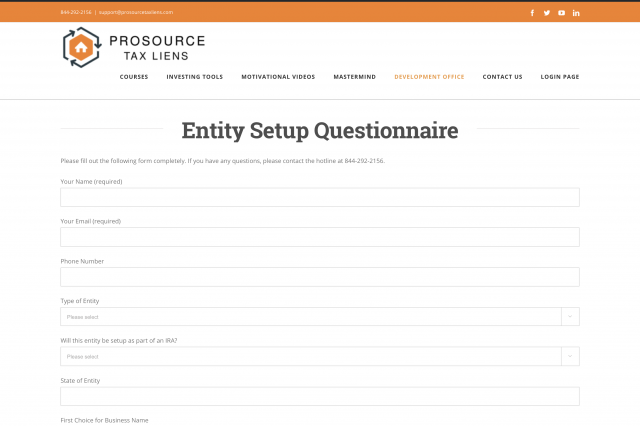 844-292-2156 | support@prosourcetaxliens.com
PROSOURCE
TAX LIENS
COURSES INVESTING TOOLS MOTIVATIONAL VIDEOS MASTERMIND DEVELOPMENT OFFICE CONTACT US LOGIN PAGE
Entity Setup Questionnaire
Please fill out the following form completely. If you have any questions, please contact the hotline at 844-292-2156.
Your Name (required)
Your Email (required)
Phone Number
Type of Entity
Please select
Will this entity be setup as part of an IRA?
Please select
State of Entity
First Choice for Business Name